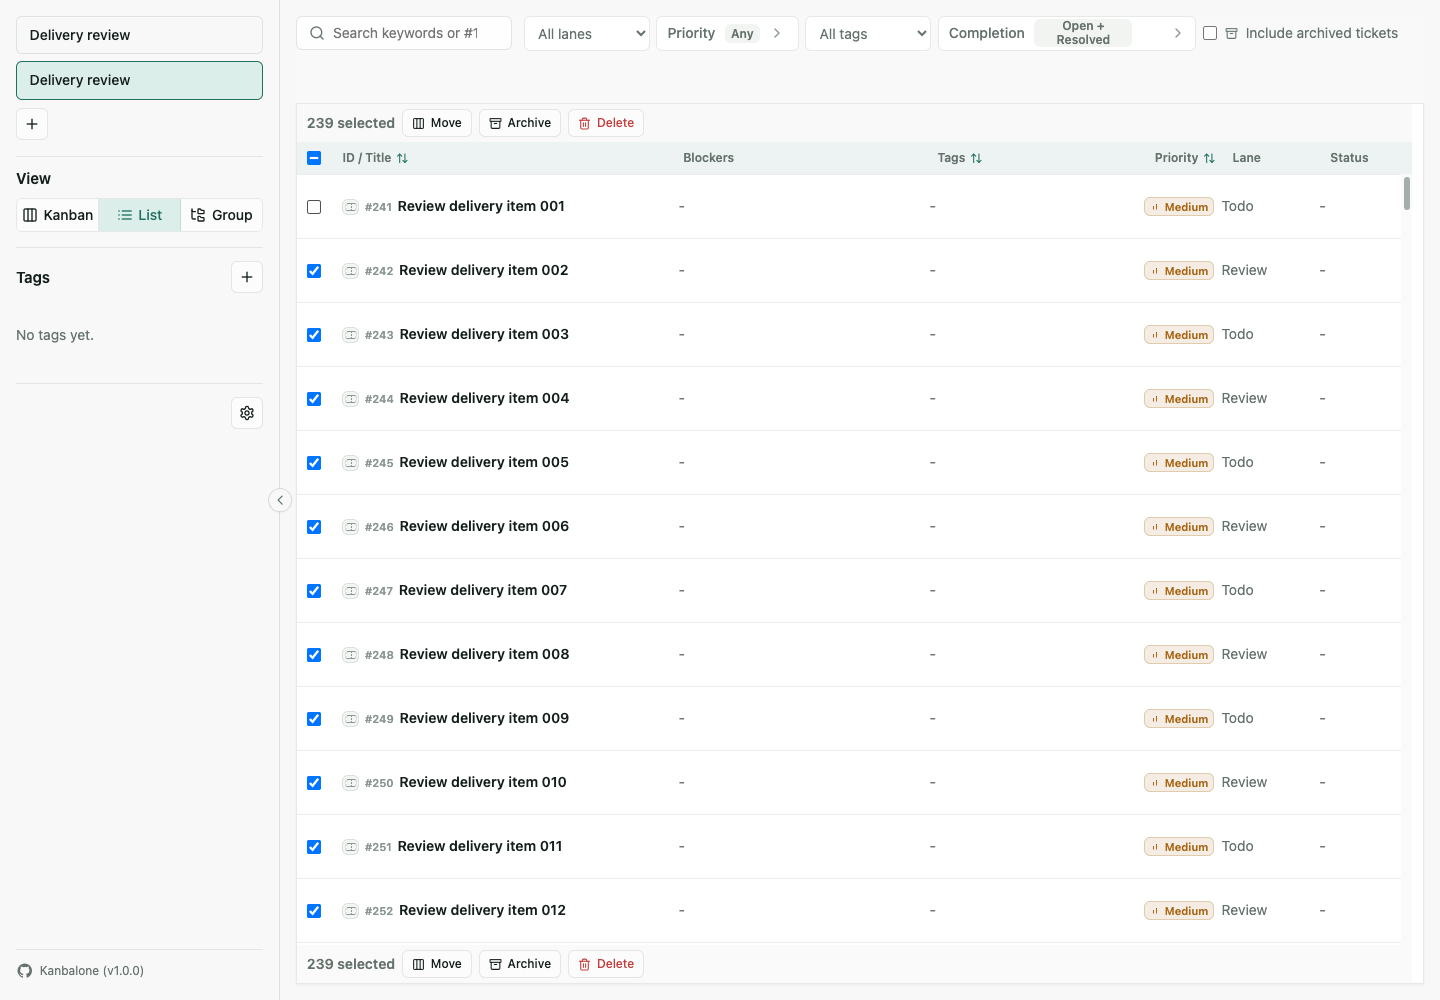 Delivery review
Delivery review
View
Kanban List Group
Tags
No tags yet.
Kanbalone (v1.0.0)
Search keywords or #1
All lanes
Priority Any
All tags
Completion Open + Resolved
Include archived tickets
239 selected Move Archive Delete
ID / Title Blockers Tags Priority Lane Status
#241 Review delivery item 001 - - Medium Todo -
#242 Review delivery item 002 - - Medium Review -
#243 Review delivery item 003 - - Medium Todo -
#244 Review delivery item 004 - - Medium Review -
#245 Review delivery item 005 - - Medium Todo -
#246 Review delivery item 006 - - Medium Review -
#247 Review delivery item 007 - - Medium Todo -
#248 Review delivery item 008 - - Medium Review -
#249 Review delivery item 009 - - Medium Todo -
#250 Review delivery item 010 - - Medium Review -
#251 Review delivery item 011 - - Medium Todo -
#252 Review delivery item 012 - - Medium Review -
239 selected Move Archive Delete